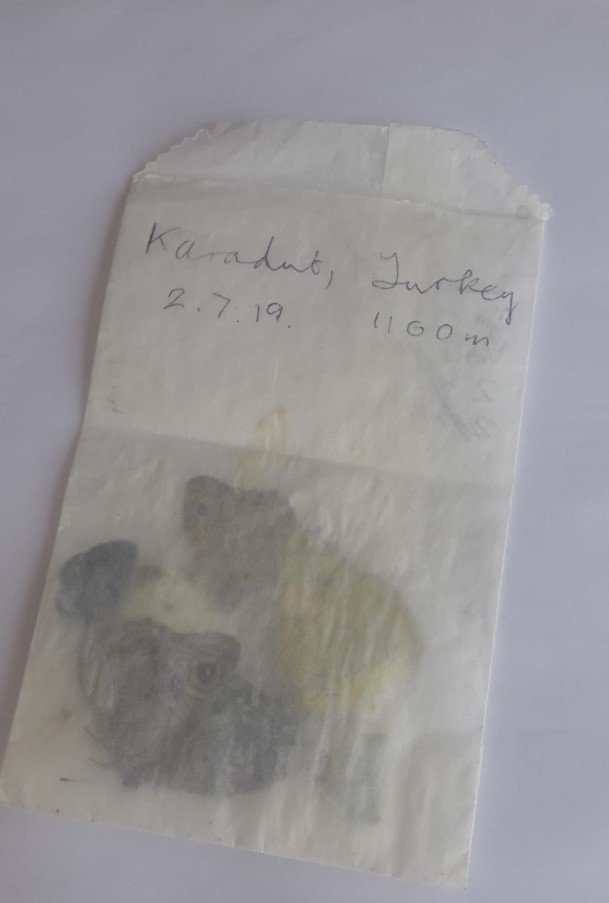 Karadut, Turkey
2.7.19. 1100m